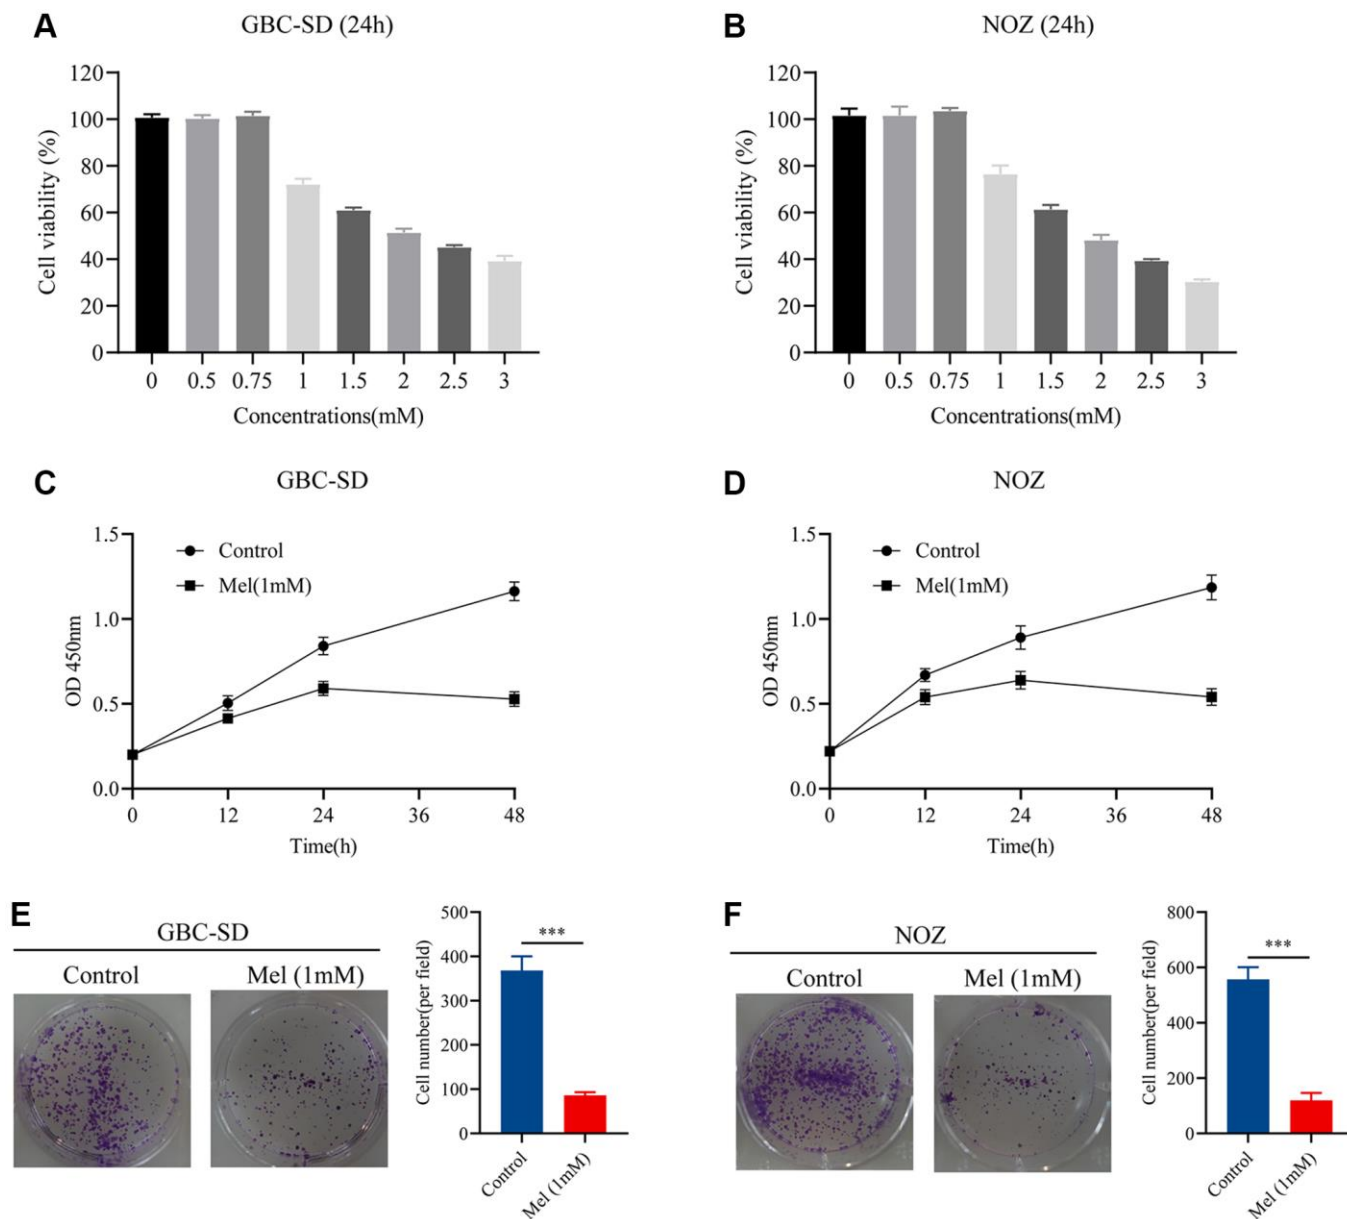 A GBC-SD (24h)
Cell viability (%)
120
100
80
60
40
20
0
0 0.5 0.75 1 1.5 2 2.5 3
Concentrations(mM)
B NOZ (24h)
Cell viability (%)
120
100
80
60
40
20
0
0 0.5 0.75 1 1.5 2 2.5 3
Concentrations(mM)
C GBC-SD
OD 450nm
1.5
1.0
0.5
0.0
Control
Mel(1mM)
0 12 24 36 48
Time(h)
D NOZ
OD 450nm
1.5
1.0
0.5
0.0
Control
Mel(1mM)
0 12 24 36 48
Time(h)
E GBC-SD
Control Mel (1mM)
Cell number(per field)
500
400
300
200
100
0
***
Control Mel (1mM)
F NOZ
Control Mel (1mM)
Cell number(per field)
800
600
400
200
0
***
Control Mel (1mM)